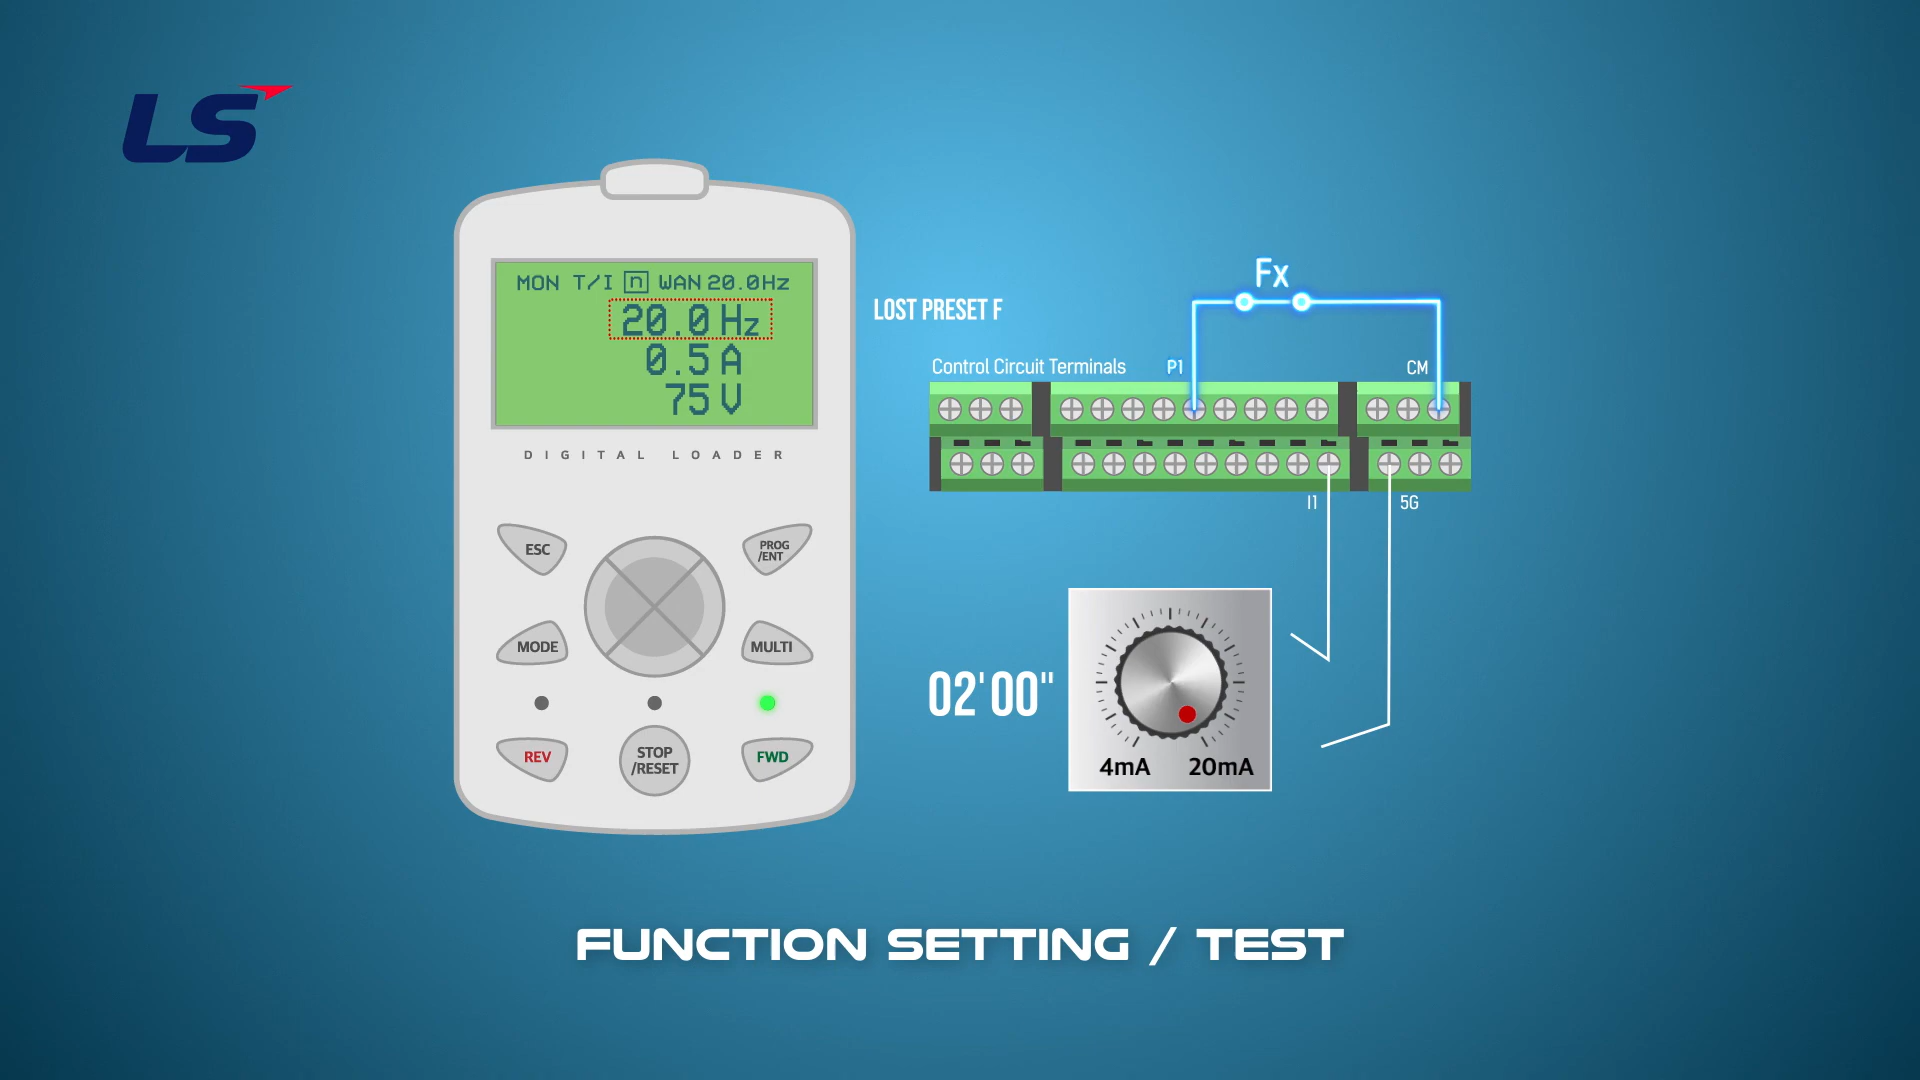 LS
MON T/I n WAN 20.0Hz
20.0 Hz
0.5 A
75 V
DIGITAL LOADER
ESC
PROG
/ENT
MODE
MULTI
REV
STOP
/RESET
FWD
LOST PRESET F
Fx
Control Circuit Terminals
P1
CM
I1
5G
02'00"
4mA
20mA
FUNCTION SETTING / TEST